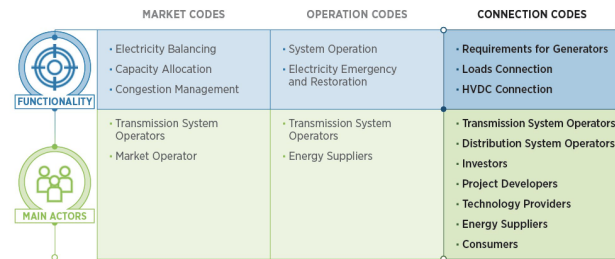 MARKET CODES
OPERATION CODES
CONNECTION CODES
FUNCTIONALITY
• Electricity Balancing
• Capacity Allocation
• Congestion Management
• System Operation
• Electricity Emergency
and Restoration
• Requirements for Generators
• Loads Connection
• HVDC Connection
MAIN ACTORS
• Transmission System
Operators
• Market Operator
• Transmission System
Operators
• Energy Suppliers
• Transmission System Operators
• Distribution System Operators
• Investors
• Project Developers
• Technology Providers
• Energy Suppliers
• Consumers